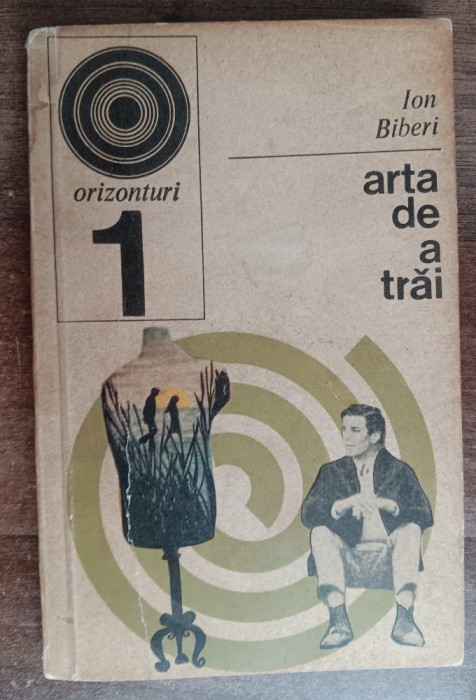 orizonturi
1
Ion
Biberi
arta
de
a
trăi